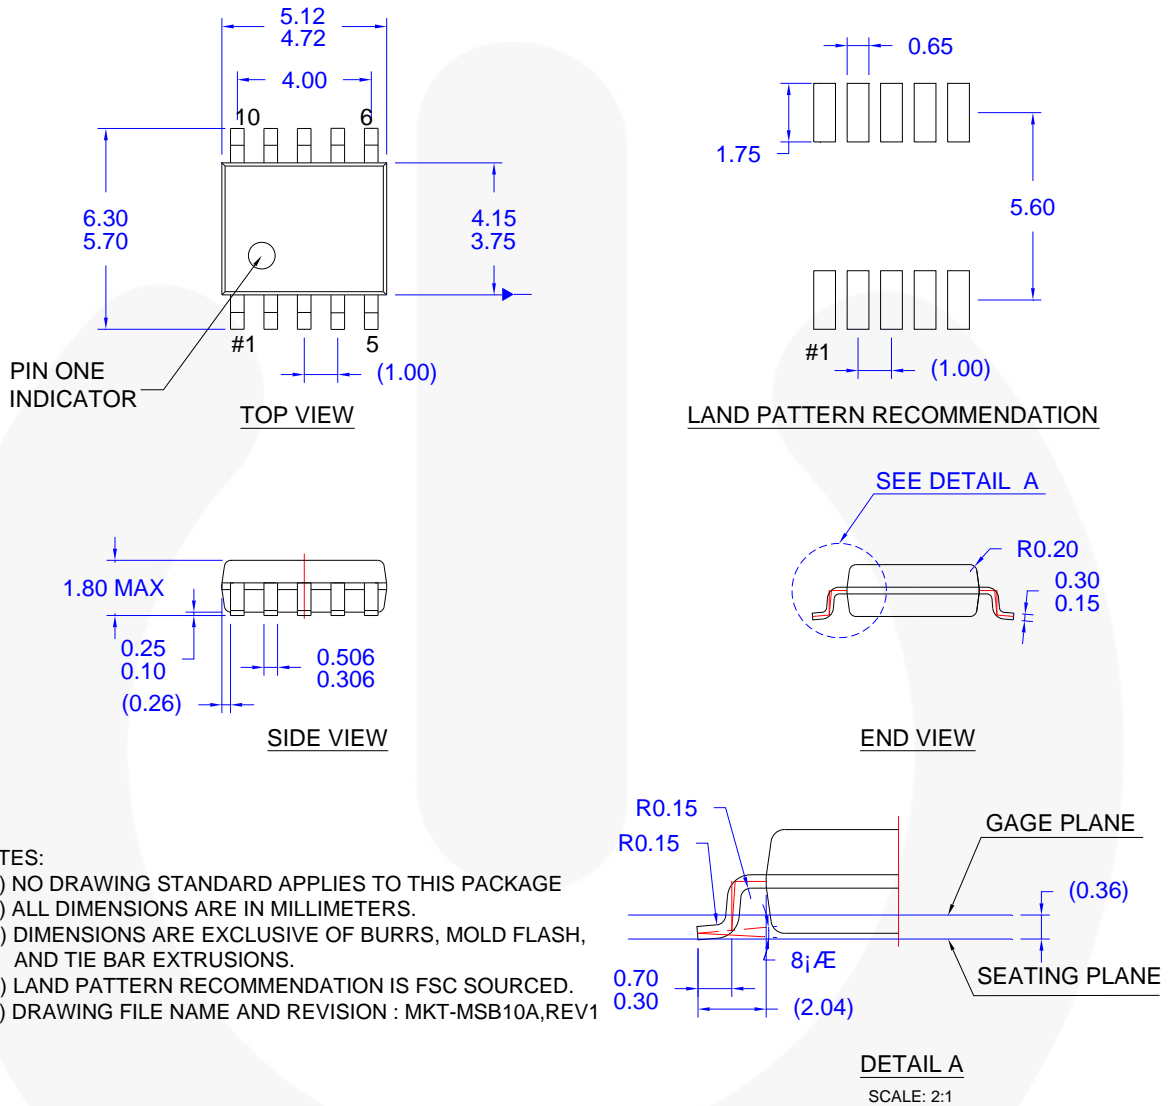 5.12
4.72
4.00
10
6
6.30
5.70
4.15
3.75
#1
5
(1.00)
PIN ONE
INDICATOR
TOP VIEW
0.65
1.75
5.60
#1
(1.00)
LAND PATTERN RECOMMENDATION
1.80 MAX
0.25
0.10
(0.26)
0.506
0.306
SIDE VIEW
SEE DETAIL A
R0.20
0.30
0.15
END VIEW
TES:
) NO DRAWING STANDARD APPLIES TO THIS PACKAGE
) ALL DIMENSIONS ARE IN MILLIMETERS.
) DIMENSIONS ARE EXCLUSIVE OF BURRS, MOLD FLASH,
AND TIE BAR EXTRUSIONS.
) LAND PATTERN RECOMMENDATION IS FSC SOURCED.
) DRAWING FILE NAME AND REVISION : MKT-MSB10A,REV1
R0.15
R0.15
GAGE PLANE
(0.36)
8¡Æ
SEATING PLANE
0.70
0.30
(2.04)
DETAIL A
SCALE: 2:1